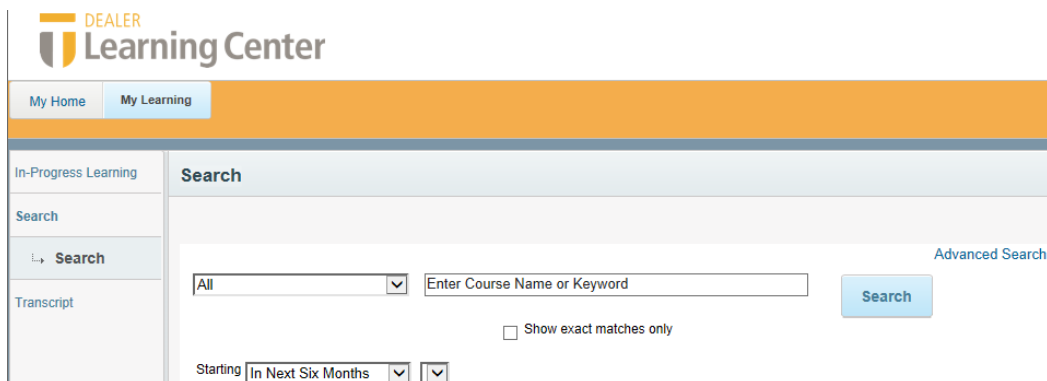 DEALER
Learning Center
My Home My Learning
In-Progress Learning
Search
Search
Search
Transcript
Advanced Search
All Enter Course Name or Keyword Search
Show exact matches only
Starting In Next Six Months